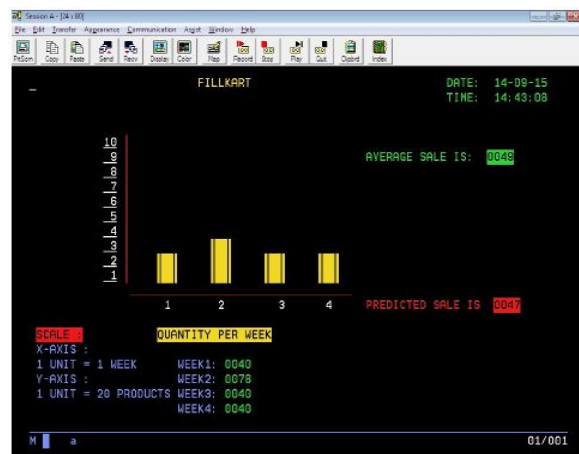 Session A - [24 x 80]
File Edit Transfer Appearance Communication Assist Window Help
PrtScrn Copy Paste Send Recv Display Color Map Record Stop Play Quit Clipbrd Index
FILLKART DATE: 14-09-15
TIME: 14:43:08
10
9 AVERAGE SALE IS: 0049
8
7
6
5
4
3
2
1
1 2 3 4 PREDICTED SALE IS 0047
SCALE : QUANTITY PER WEEK
X-AXIS :
1 UNIT = 1 WEEK WEEK1: 0040
Y-AXIS : WEEK2: 0078
1 UNIT = 20 PRODUCTS WEEK3: 0040
WEEK4: 0040
M a 01/001